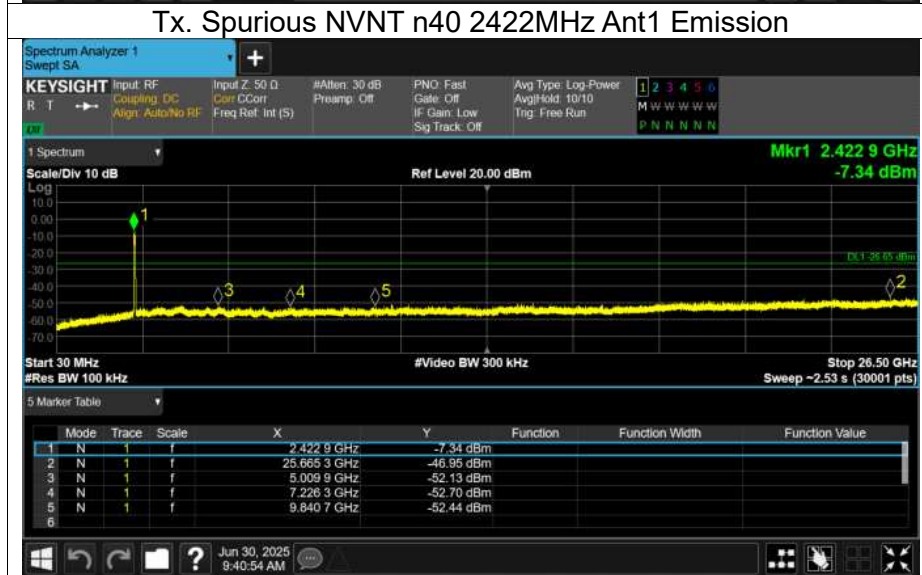 Tx. Spurious NVNT n40 2422MHz Ant1 Emission
Spectrum Analyzer 1
Swept SA
+
KEYSIGHT
R T
Input: RF
Coupling: DC
Align: Auto/No RF
Input Z: 50 Ω
Corr CCorr
Freq Ref: Int (S)
#Atten: 30 dB
Preamp: Off
PNO: Fast
Gate: Off
IF Gain: Low
Sig Track: Off
Avg Type: Log-Power
Avg|Hold: 10/10
Trig: Free Run
1 2 3 4 5 6
M W W W W W
P N N N N N
1 Spectrum
Mkr1 2.422 9 GHz
Scale/Div 10 dB
Ref Level 20.00 dBm
-7.34 dBm
Log
10.0
0.00
-10.0
-20.0
-30.0
-40.0
-50.0
-60.0
-70.0
1
3
4
5
2
DL1 -26.65 dBm
Start 30 MHz
#Video BW 300 kHz
Stop 26.50 GHz
#Res BW 100 kHz
Sweep ~2.53 s (30001 pts)
5 Marker Table
Mode Trace Scale X Y Function Function Width Function Value
1 N 1 f 2.422 9 GHz -7.34 dBm
2 N 1 f 25.665 3 GHz -46.95 dBm
3 N 1 f 5.009 9 GHz -52.13 dBm
4 N 1 f 7.226 3 GHz -52.70 dBm
5 N 1 f 9.840 7 GHz -52.44 dBm
6
?
Jun 30, 2025
9:40:54 AM